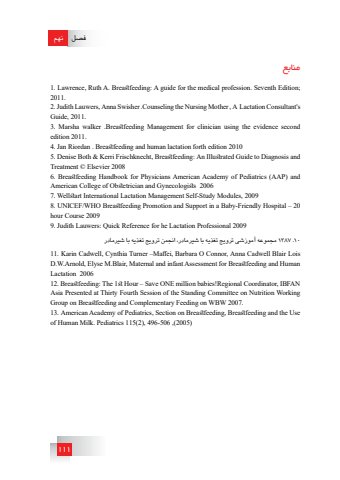 فصل نهم
منابع
1. Lawrence, Ruth A. Breastfeeding: A guide for the medical profession. Seventh Edition;
2011.
2. Judith Lauwers, Anna Swisher .Counseling the Nursing Mother , A Lactation Consultant's
Guide, 2011.
3. Marsha walker .Breastfeeding Management for clinician using the evidence second
edition 2011.
4. Jan Riordan . Breastfeeding and human lactation forth edition 2010
5. Denise Both & Kerri Frischknecht, Breastfeeding: An Illustrated Guide to Diagnosis and
Treatment © Elsevier 2008
6. Breastfeeding Handbook for Physicians American Academy of Pediatrics (AAP) and
American College of Obstetrician and Gynecologists 2006
7. Wellstart International Lactation Management Self-Study Modules, 2009
8. UNICEF/WHO Breastfeeding Promotion and Support in a Baby-Friendly Hospital – 20
hour Course 2009
9. Judith Lauwers: Quick Reference for he Lactation Professional 2009
۱۰. ۱۳۸۷ مجموعه آموزشی ترویج تغذیه با شیرمادر، انجمن ترویج تغذیه با شیرمادر
11. Karin Cadwell, Cynthia Turner –Maffei, Barbara O Connor, Anna Cadwell Blair Lois
D.W.Arnold, Elyse M.Blair, Maternal and infant Assessment for Breastfeeding and Human
Lactation 2006
12. Breastfeeding: The 1st Hour – Save ONE million babies!Regional Coordinator, IBFAN
Asia Presented at Thirty Fourth Session of the Standing Committee on Nutrition Working
Group on Breastfeeding and Complementary Feeding on WBW 2007.
13. American Academy of Pediatrics, Section on Breastfeeding, Breastfeeding and the Use
of Human Milk. Pediatrics 115(2), 496-506 ,(2005)
۱۱۱